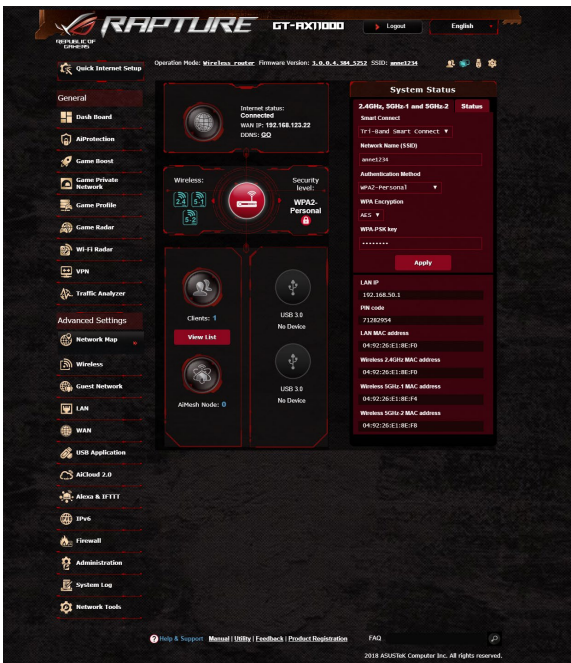 RAPTURE GT-AX11000 Logout English
REPUBLIC OF
GAMERS
Quick Internet Setup
Operation Mode: Wireless router Firmware Version: 3.0.0.4.384_5252 SSID: anne1234
General
Dash Board
AiProtection
Game Boost
Game Private
Network
Game Profile
Game Radar
Wi-Fi Radar
VPN
Traffic Analyzer
Advanced Settings
Network Map
Wireless
Guest Network
LAN
WAN
USB Application
AiCloud 2.0
Alexa & IFTTT
IPv6
Firewall
Administration
System Log
Network Tools
Internet status:
Connected
WAN IP: 192.168.123.22
DDNS: GO
Wireless:
2.4 5-1
5-2
Security
level:
WPA2-
Personal
Clients: 1
View List
AiMesh Node: 0
USB 3.0
No Device
USB 3.0
No Device
System Status
2.4GHz, 5GHz-1 and 5GHz-2 Status
Smart Connect
Tri-Band Smart Connect
Network Name (SSID)
anne1234
Authentication Method
WPA2-Personal
WPA Encryption
AES
WPA-PSK key
••••••••
Apply
LAN IP
192.168.50.1
PIN code
71282954
LAN MAC address
04:92:26:E1:8E:F0
Wireless 2.4GHz MAC address
04:92:26:E1:8E:F0
Wireless 5GHz-1 MAC address
04:92:26:E1:8E:F4
Wireless 5GHz-2 MAC address
04:92:26:E1:8E:F8
Help & Support Manual | Utility | Feedback | Product Registration FAQ
2018 ASUSTeK Computer Inc. All rights reserved.